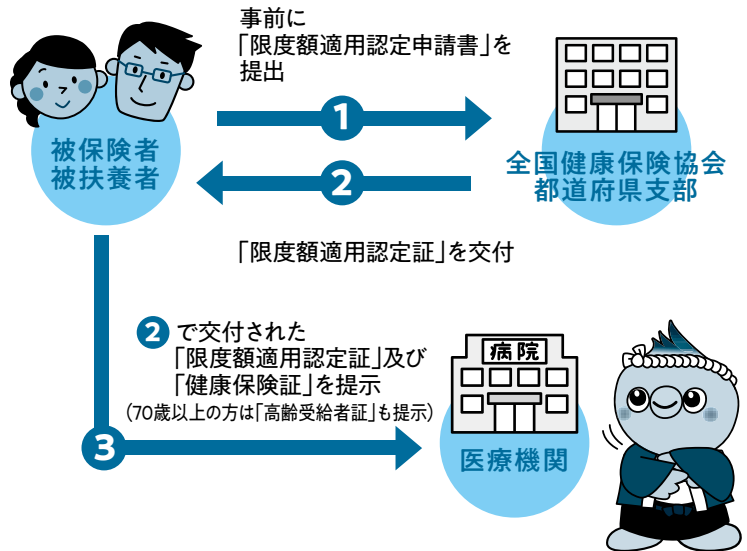 事前に
「限度額適用認定申請書」を
提出
1
被保険者
被扶養者
全国健康保険協会
都道府県支部
2
「限度額適用認定証」を交付
2 で交付された
「限度額適用認定証」及び
「健康保険証」を提示
(70歳以上の方は「高齢受給者証」も提示)
3
病院
医療機関